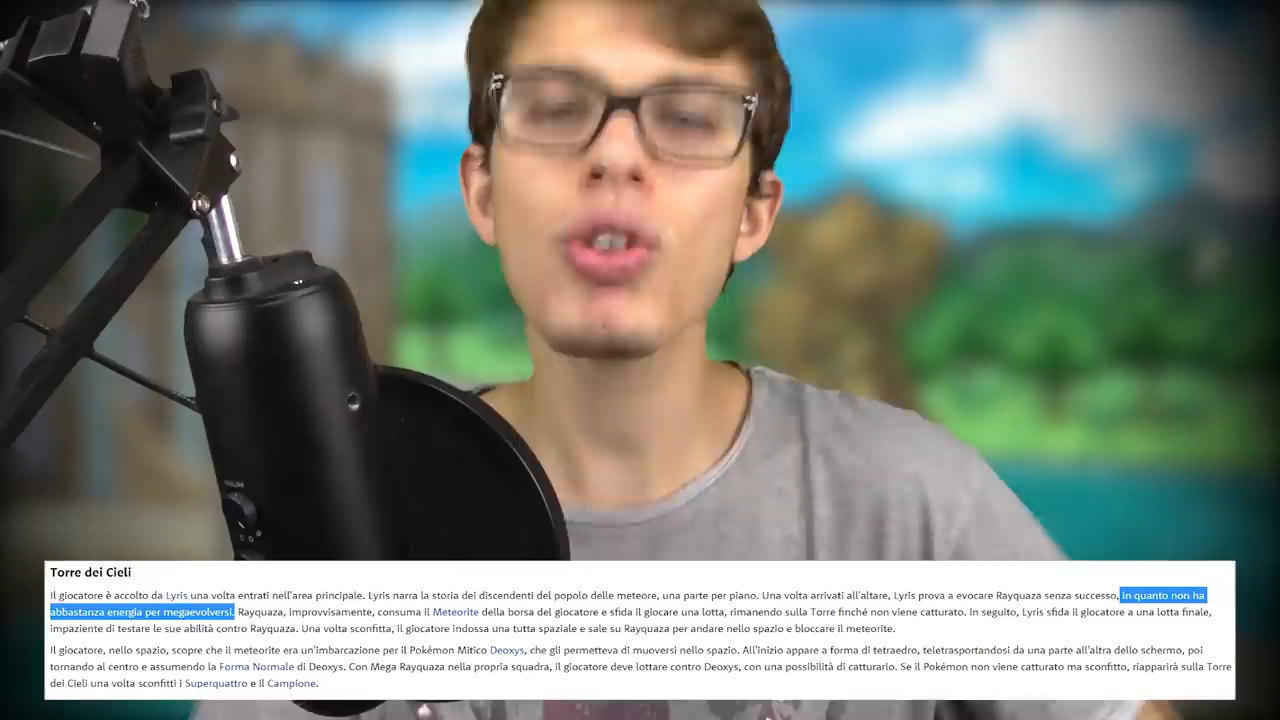 Torre dei Cieli
Il giocatore è accolto da Lyris una volta entrati nell'area principale. Lyris narra la storia dei discendenti del popolo delle meteore, una parte per piano. Una volta arrivati all'altare, Lyris prova a evocare Rayquaza senza successo, in quanto non ha
abbastanza energia per megaevolversi. Rayquaza, improvvisamente, consuma il Meteorite della borsa del giocatore e sfida il giocare una lotta, rimanendo sulla Torre finché non viene catturato. In seguito, Lyris sfida il giocatore a una lotta finale,
impaziente di testare le sue abilità contro Rayquaza. Una volta sconfitta, il giocatore indossa una tutta spaziale e sale su Rayquaza per andare nello spazio e bloccare il meteorite.
Il giocatore, nello spazio, scopre che il meteorite era un'imbarcazione per il Pokémon Mitico Deoxys, che gli permetteva di muoversi nello spazio. All'inizio appare a forma di tetraedro, teletrasportandosi da una parte all'altra dello schermo, poi
tornando al centro e assumendo la Forma Normale di Deoxys. Con Mega Rayquaza nella propria squadra, il giocatore deve lottare contro Deoxys, con una possibilità di catturarlo. Se il Pokémon non viene catturato ma sconfitto, riapparirà sulla Torre
dei Cieli una volta sconfitti i Superquattro e il Campione.